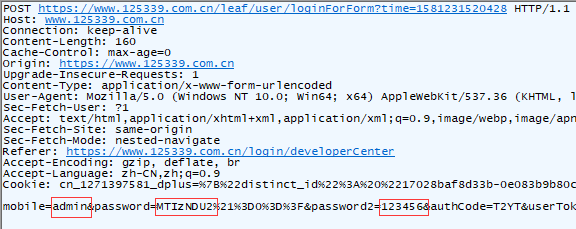 POST https://www.125339.com.cn/leaf/user/loginForForm?time=1581231520428 HTTP/1.1
Host: www.125339.com.cn
Connection: keep-alive
Content-Length: 160
Cache-Control: max-age=0
Origin: https://www.125339.com.cn
Upgrade-Insecure-Requests: 1
Content-Type: application/x-www-form-urlencoded
User-Agent: Mozilla/5.0 (Windows NT 10.0; Win64; x64) AppleWebKit/537.36 (KHTML, l
Sec-Fetch-User: ?1
Accept: text/html,application/xhtml+xml,application/xml;q=0.9,image/webp,image/apn
Sec-Fetch-Site: same-origin
Sec-Fetch-Mode: nested-navigate
Referer: https://www.125339.com.cn/login/developerCenter
Accept-Encoding: gzip, deflate, br
Accept-Language: zh-CN,zh;q=0.9
Cookie: cn_1271397581_dplus=%7B%22distinct_id%22%3A%20%2217028baf8d33b-0e083b9b80c
mobile=admin&password=MTIzNDU2%21%3D0%3D%3F&password2=123456&authCode=T2YT&userTok